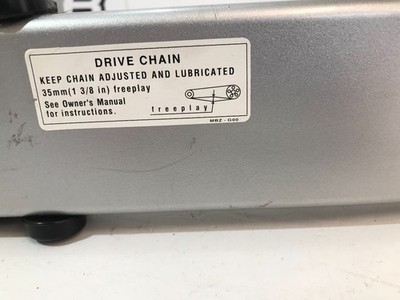 DRIVE CHAIN
KEEP CHAIN ADJUSTED AND LUBRICATED
35mm(1 3/8 in) freeplay
See Owner's Manual
for instructions.
freeplay
MBZ - G00